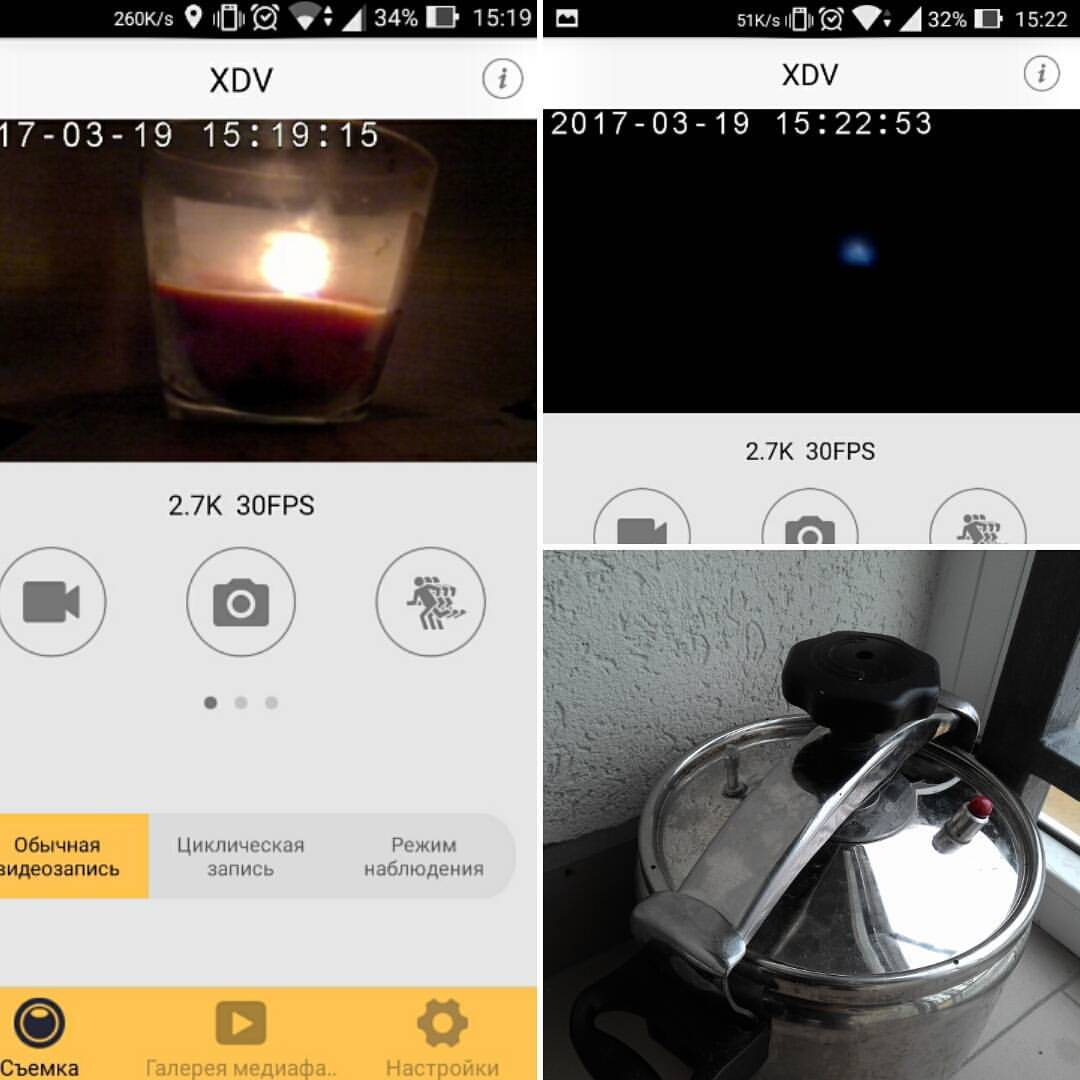 260K/s 34% 15:19
XDV
17-03-19 15:19:15
2.7K 30FPS
Обычная
видеозапись
Циклическая
запись
Режим
наблюдения
Съемка
Галерея медиафа..
Настройки
51K/s 32% 15:22
XDV
2017-03-19 15:22:53
2.7K 30FPS